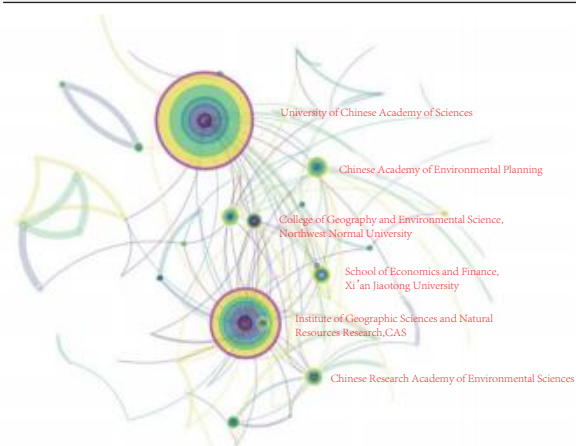 University of Chinese Academy of Sciences
Chinese Academy of Environmental Planning
College of Geography and Environmental Science,
Northwest Normal University
School of Economics and Finance,
Xi’an Jiaotong University
Institute of Geographic Sciences and Natural
Resources Research,CAS
Chinese Research Academy of Environmental Sciences